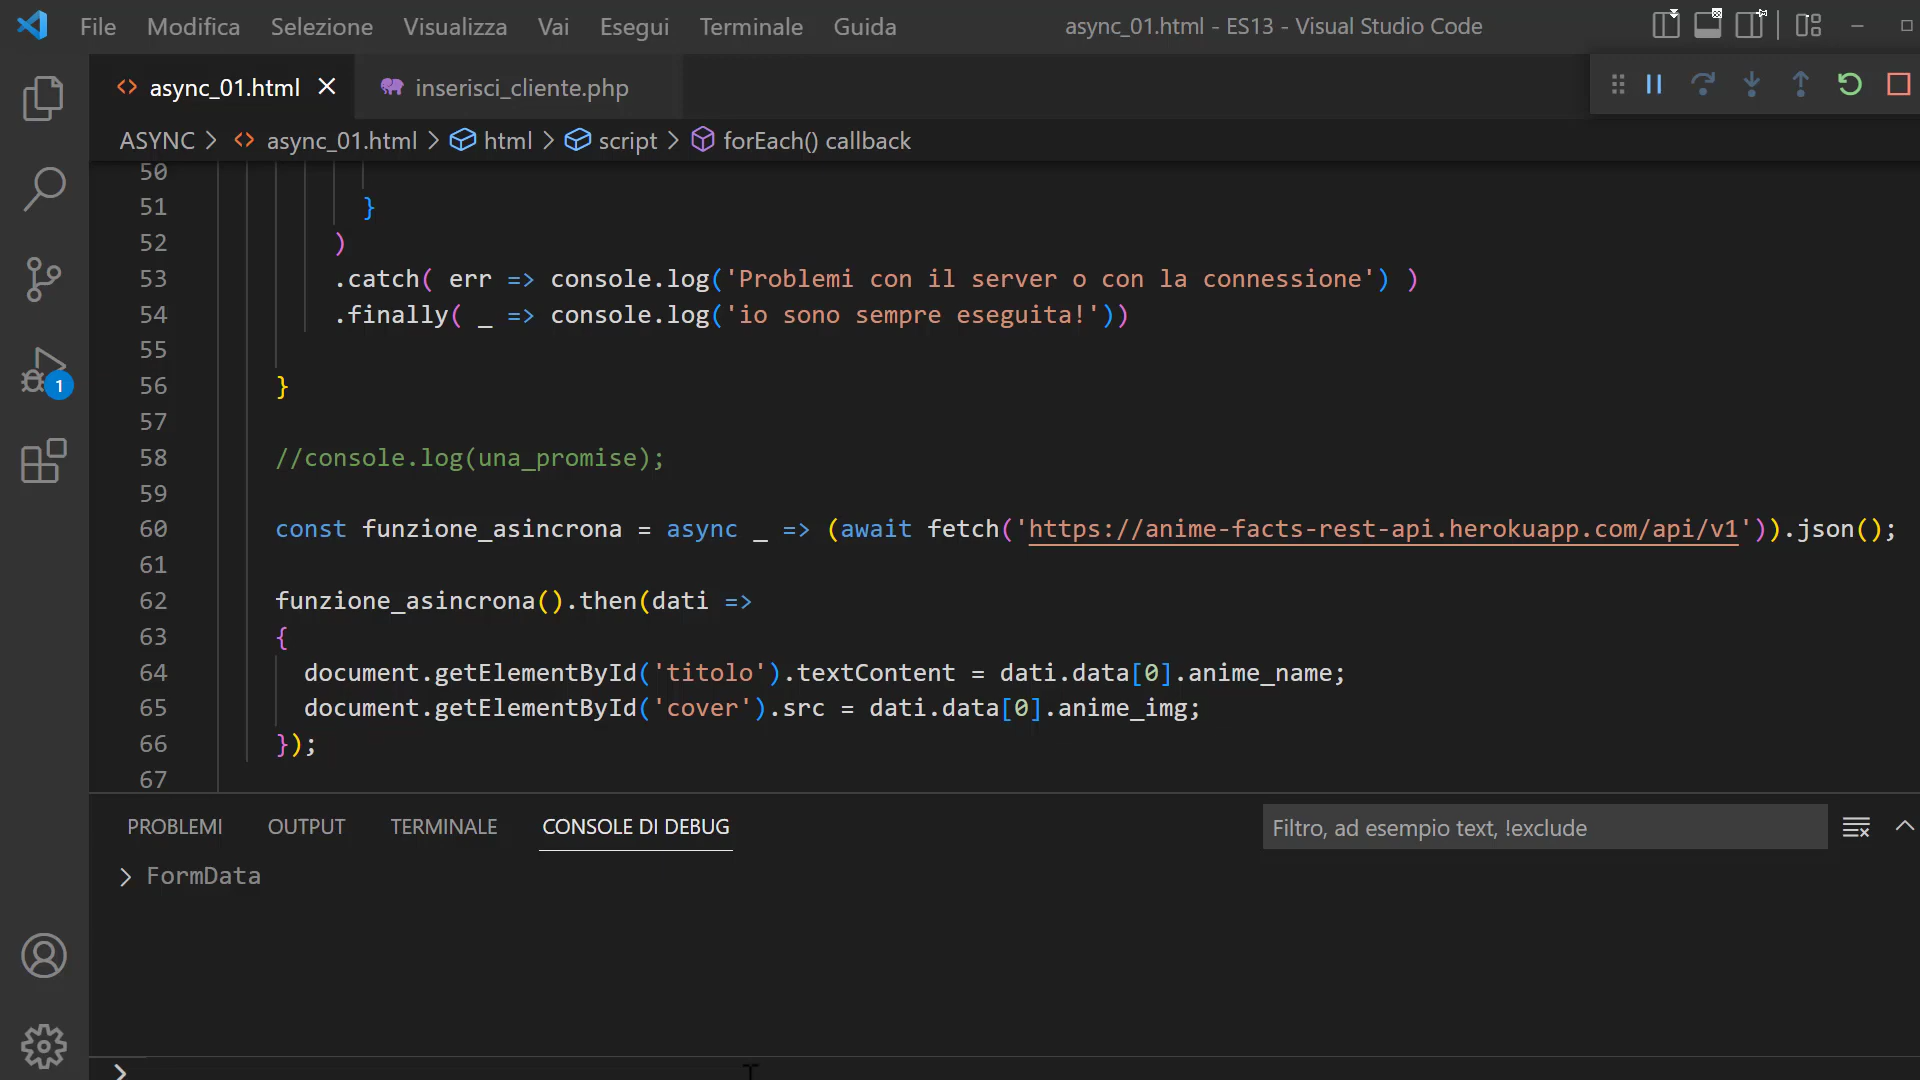 File Modifica Selezione Visualizza Vai Esegui Terminale Guida async_01.html - ES13 - Visual Studio Code
async_01.html inserisci_cliente.php
ASYNC async_01.html html script forEach() callback
50
51 }
52 )
53 .catch( err => console.log('Problemi con il server o con la connessione') )
54 .finally( _ => console.log('io sono sempre eseguita!'))
55
56 }
57
58 //console.log(una_promise);
59
60 const funzione_asincrona = async _ => (await fetch('https://anime-facts-rest-api.herokuapp.com/api/v1')).json();
61
62 funzione_asincrona().then(dati =>
63 {
64 document.getElementById('titolo').textContent = dati.data[0].anime_name;
65 document.getElementById('cover').src = dati.data[0].anime_img;
66 });
67
PROBLEMI OUTPUT TERMINALE CONSOLE DI DEBUG Filtro, ad esempio text, !exclude
FormData
1